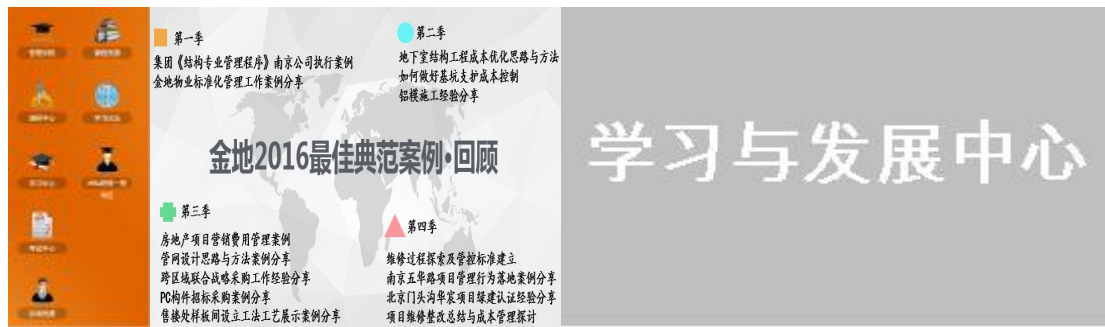 第一季
集团《结构专业管理程序》南京公司执行案例
金地物业标准化管理工作案例分享
第二季
地下室结构工程成本优化思路与方法
如何做好基坑支护成本控制
铝模施工经验分享
金地2016最佳典范案例•回顾
第三季
房地产项目营销费用管理案例
管网设计思路与方法案例分享
跨区域联合战略采购工作经验分享
PC构件招标采购案例分享
售楼处样板间设立工法工艺展示案例分享
第四季
维修过程探索及管控标准建立
南京五华路项目管理行为落地案例分享
北京门头沟华宸项目绿建认证经验分享
项目维修整改总结与成本管理探讨
学习与发展中心